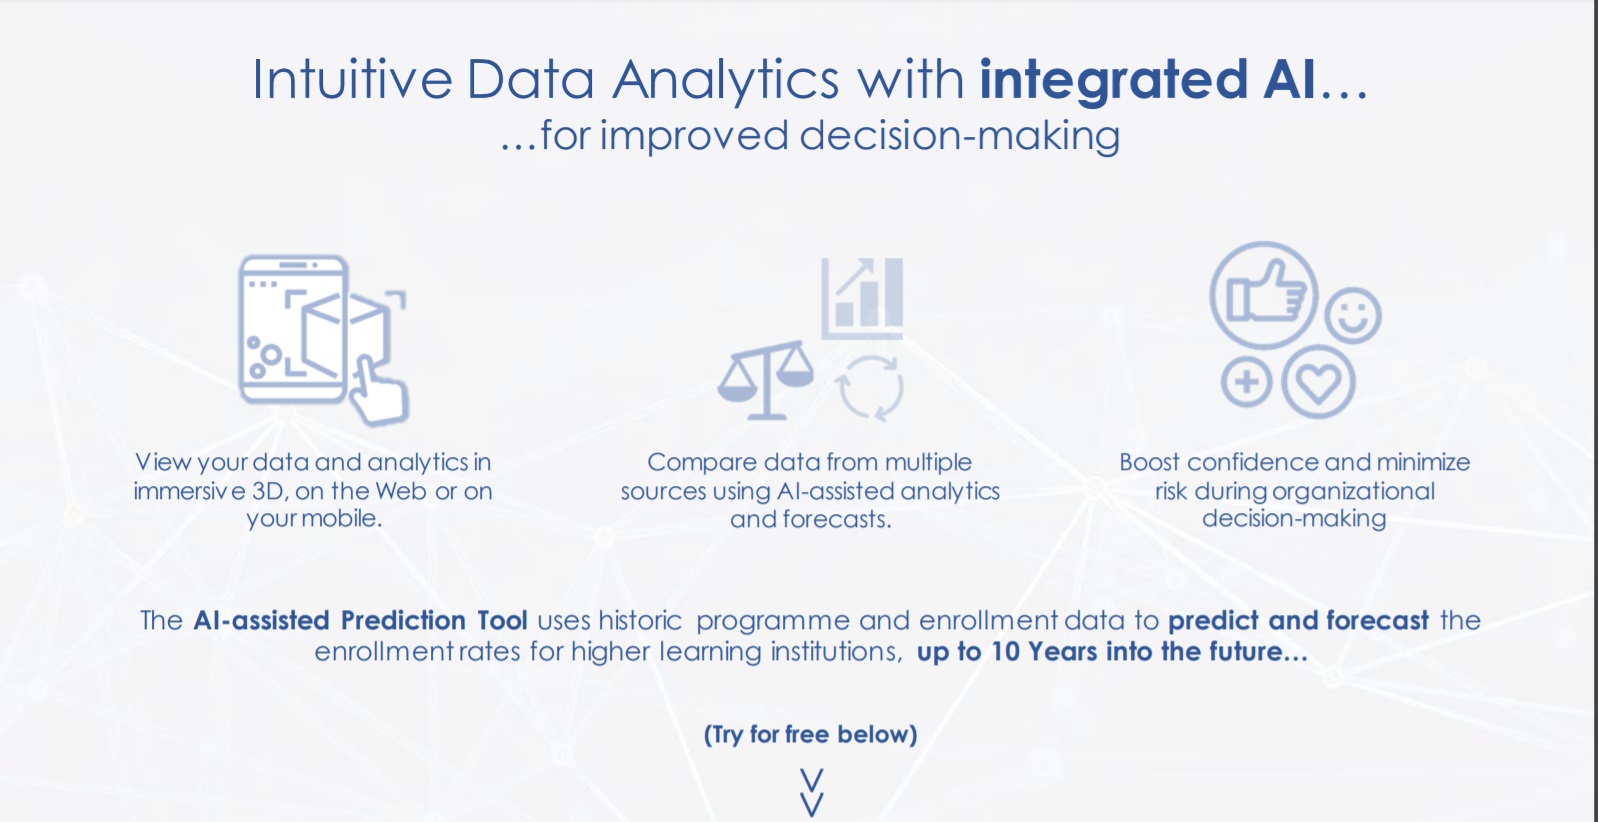 Intuitive Data Analytics with integrated AI...
...for improved decision-making
View your data and analytics in
immersive 3D, on the Web or on
your mobile.
Compare data from multiple
sources using AI-assisted analytics
and forecasts.
Boost confidence and minimize
risk during organizational
decision-making
The AI-assisted Prediction Tool uses historic programme and enrollment data to predict and forecast the
enrollment rates for higher learning institutions, up to 10 Years into the future...
(Try for free below)